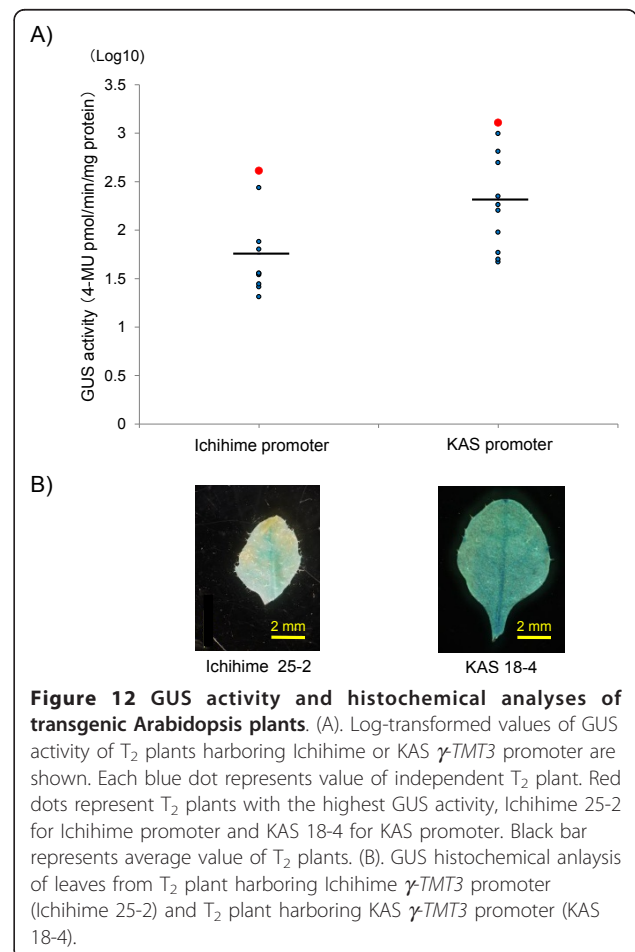 A)
（Log10)
GUS activity (4-MU pmol/min/mg protein)
3.5
3
2.5
2
1.5
1
0.5
0
Ichihime promoter
KAS promoter
B)
2 mm
2 mm
Ichihime 25-2
KAS 18-4
Figure 12 GUS activity and histochemical analyses of
transgenic Arabidopsis plants. (A). Log-transformed values of GUS
activity of T₂ plants harboring Ichihime or KAS γ-TMT3 promoter are
shown. Each blue dot represents value of independent T₂ plant. Red
dots represent T₂ plants with the highest GUS activity, Ichihime 25-2
for Ichihime promoter and KAS 18-4 for KAS promoter. Black bar
represents average value of T₂ plants. (B). GUS histochemical anlaysis
of leaves from T₂ plant harboring Ichihime γ-TMT3 promoter
(Ichihime 25-2) and T₂ plant harboring KAS γ-TMT3 promoter (KAS
18-4).